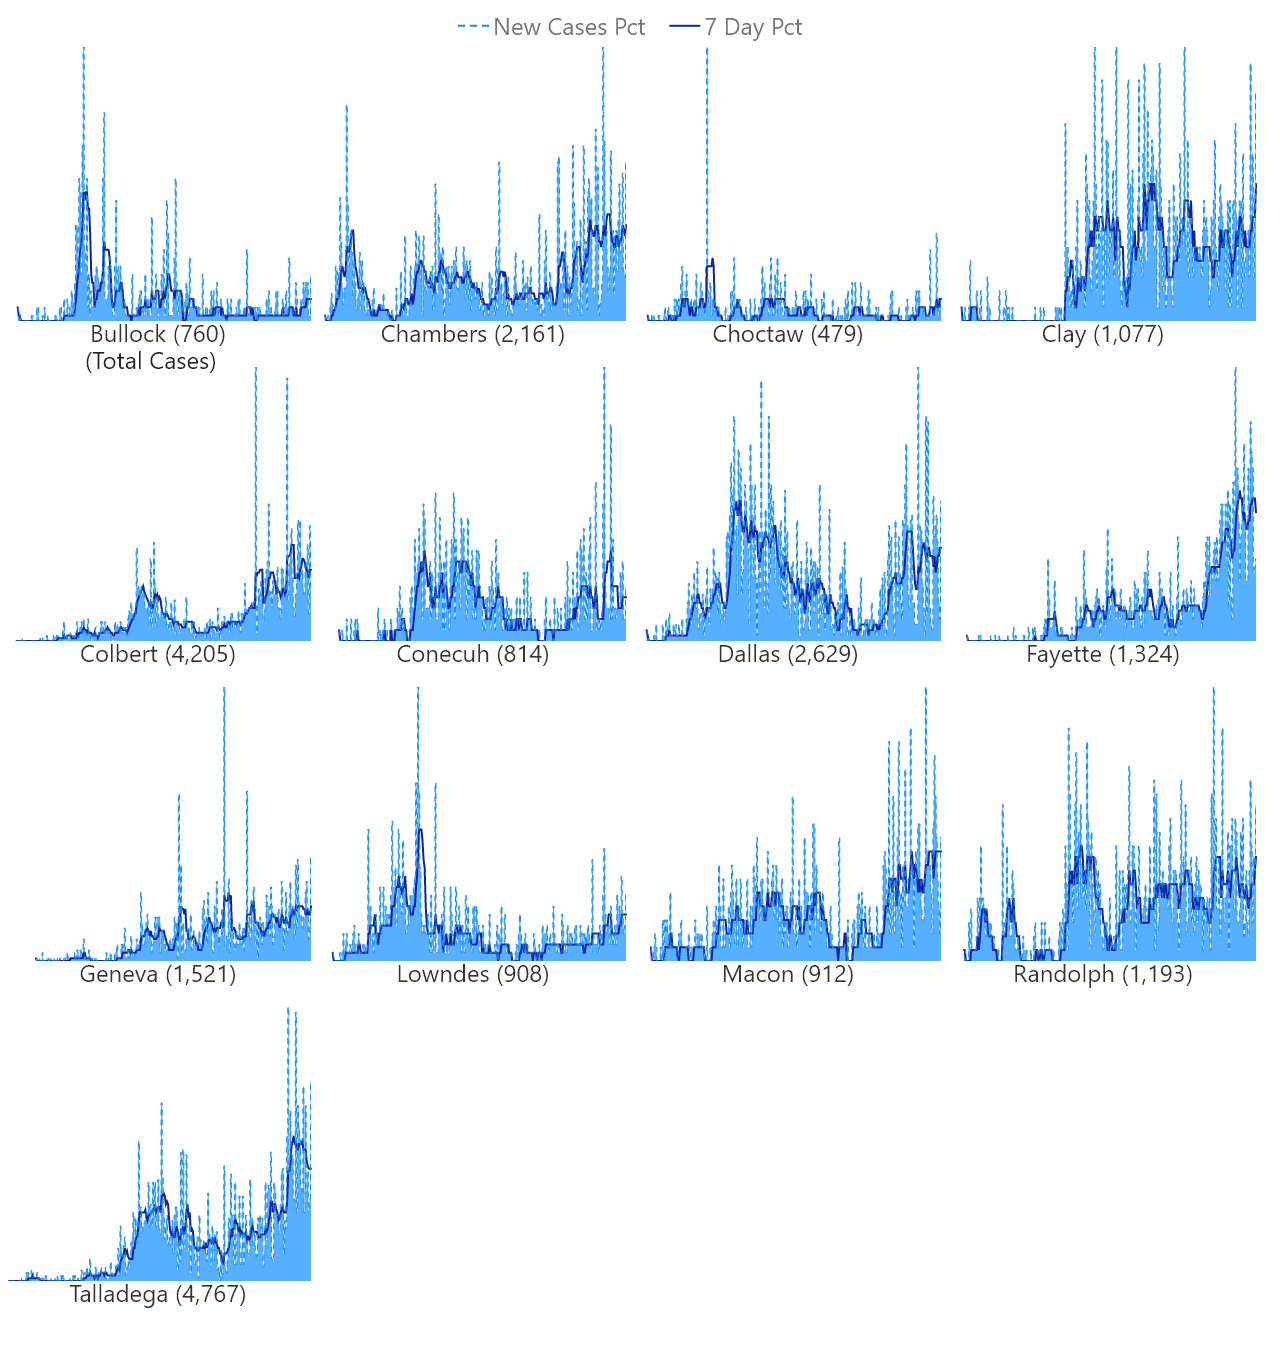 New Cases Pct 7 Day Pct
Bullock (760) Chambers (2,161) Choctaw (479) Clay (1,077)
(Total Cases)
Colbert (4,205) Conecuh (814) Dallas (2,629) Fayette (1,324)
Geneva (1,521) Lowndes (908) Macon (912) Randolph (1,193)
Talladega (4,767)